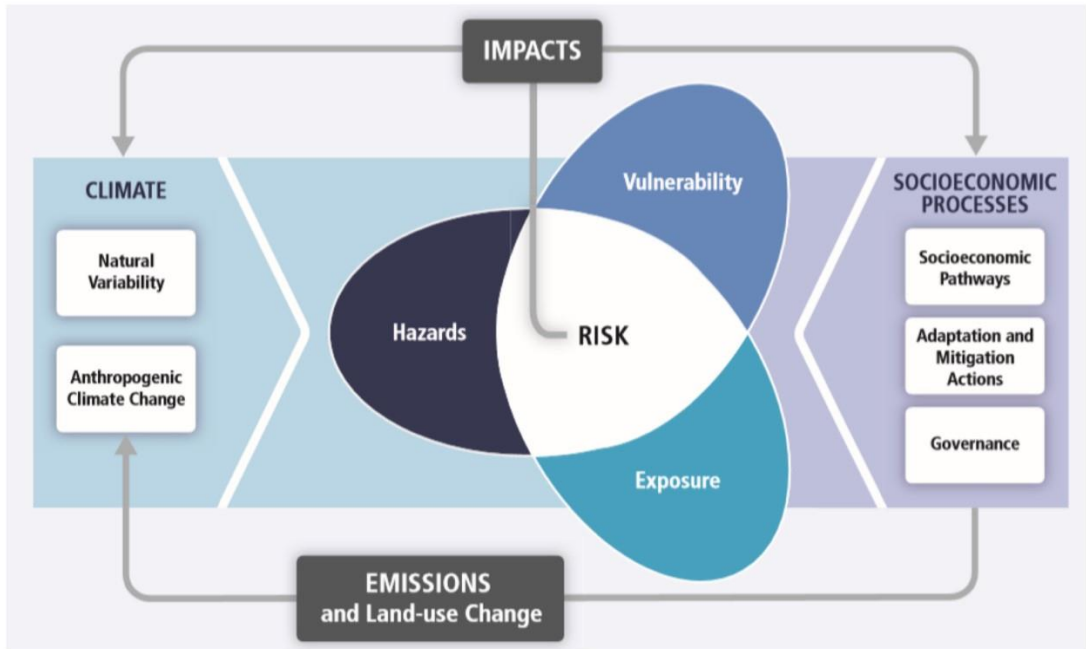 IMPACTS
CLIMATE
Natural
Variability
Anthropogenic
Climate Change
Vulnerability
Hazards
RISK
Exposure
SOCIOECONOMIC
PROCESSES
Socioeconomic
Pathways
Adaptation and
Mitigation
Actions
Governance
EMISSIONS
and Land-use Change